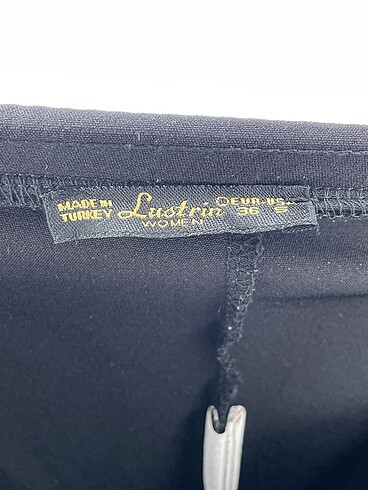 MADE IN
TURKEY
Lustrin
WOMEN
EUR-US
36 S